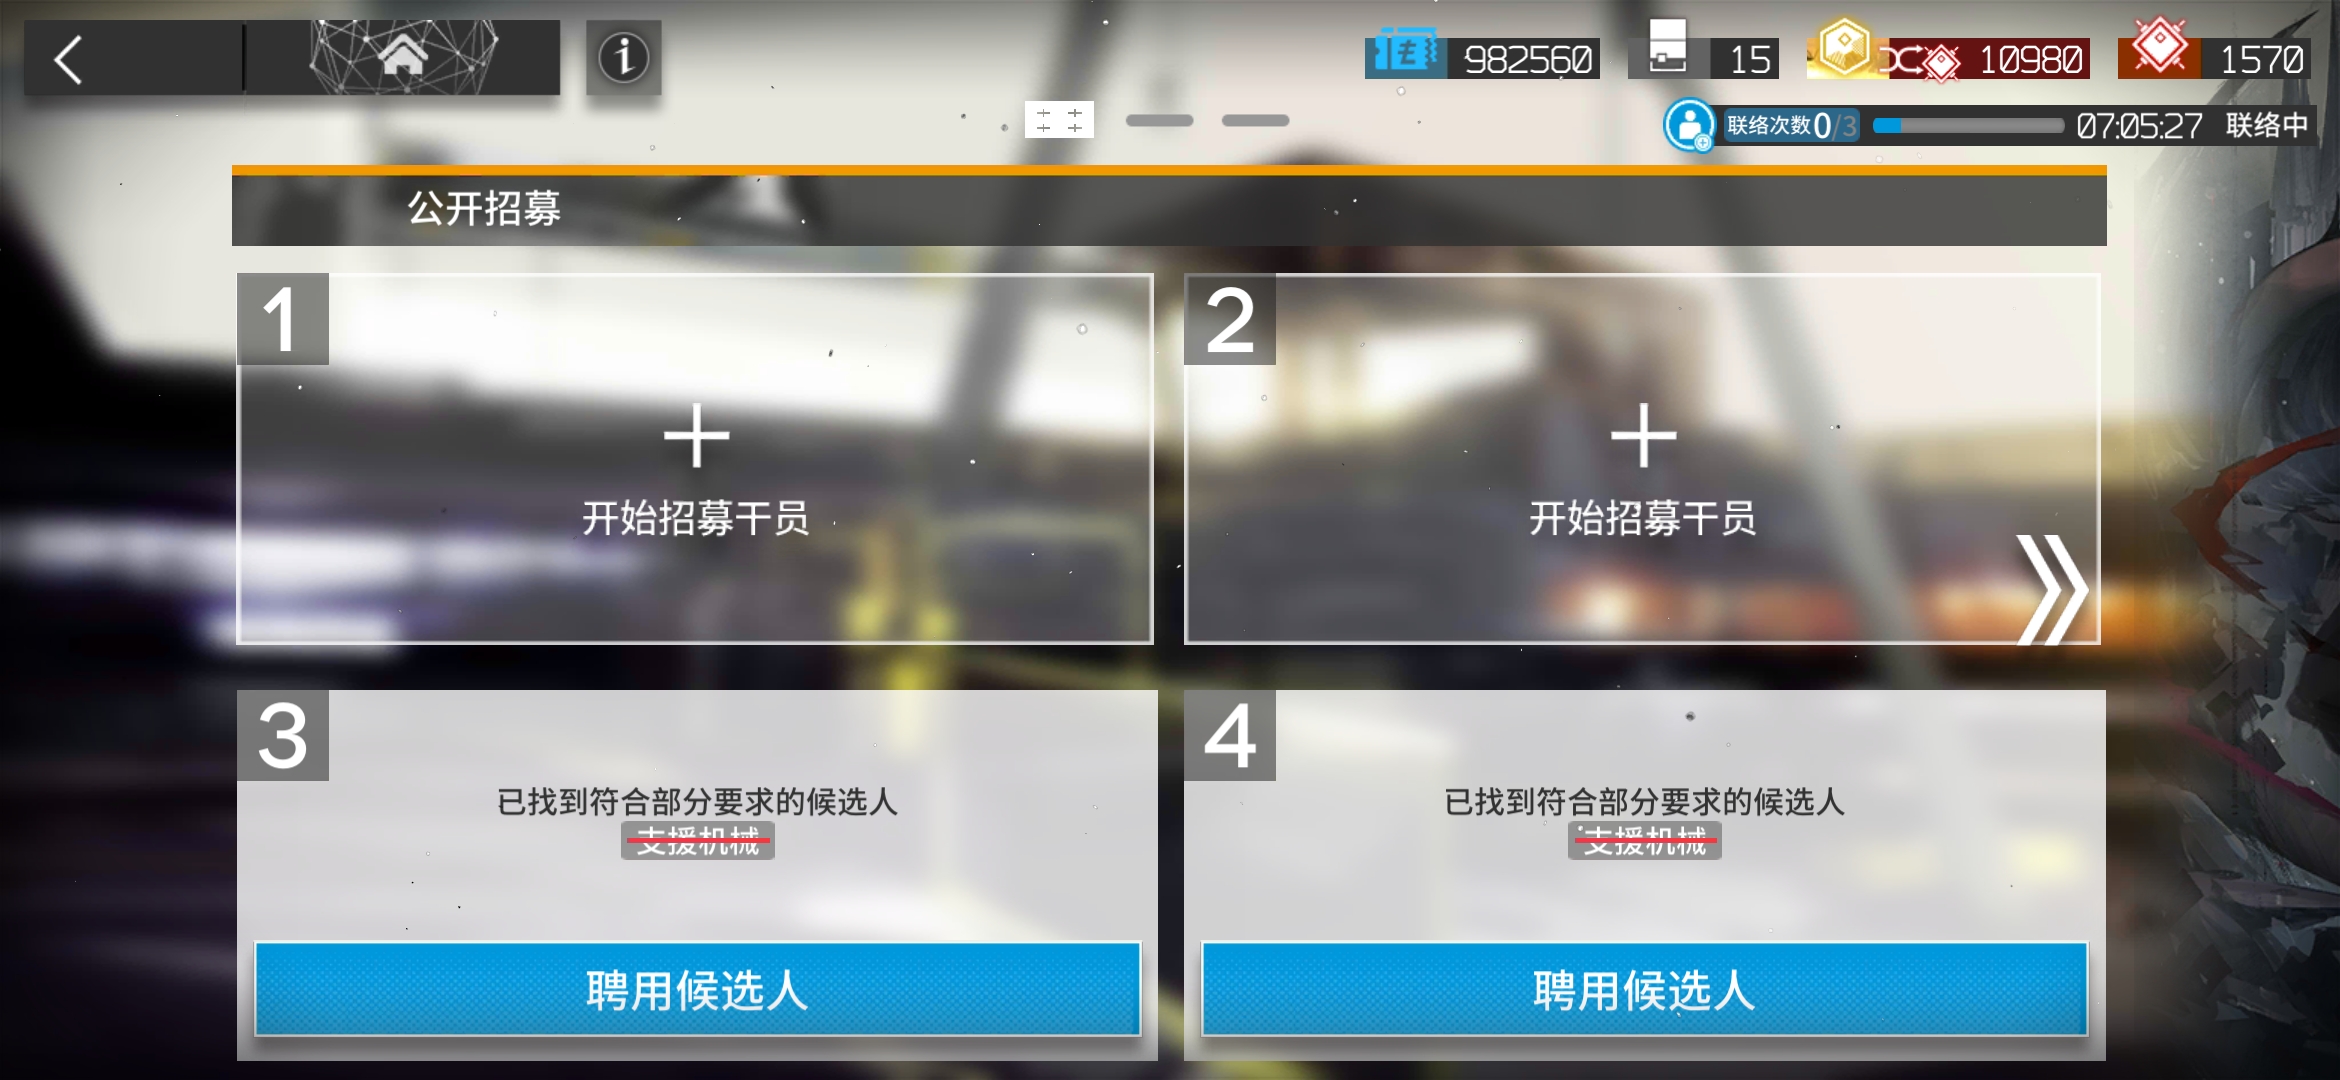 982560
15
10980
1570
联络次数0/3
07:05:27 联络中
公开招募
1
开始招募干员
2
开始招募干员
3
已找到符合部分要求的候选人
支援机械
聘用候选人
4
已找到符合部分要求的候选人
支援机械
聘用候选人